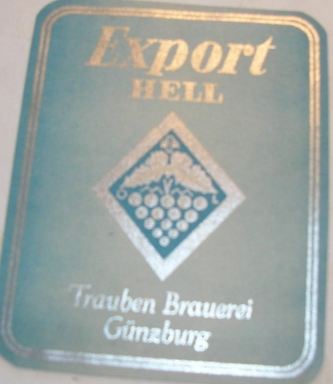 Export
HELL
Trauben Brauerei
Günzburg